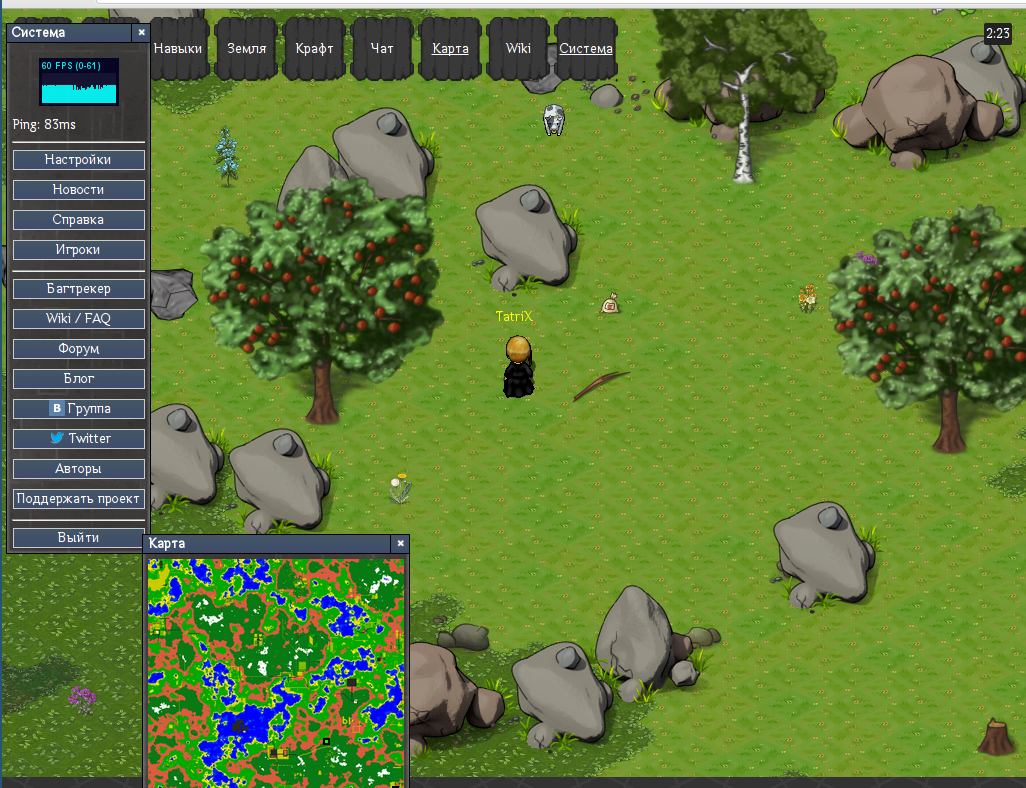 Система
×
Навыки
Земля
Крафт
Чат
Карта
Wiki
Система
2:23
60 FPS (0-61)
Ping: 83ms
Настройки
Новости
Справка
Игроки
Багтрекер
Wiki / FAQ
Форум
Блог
В Группа
Twitter
Авторы
Поддержать проект
Выйти
TatriX
Карта
×